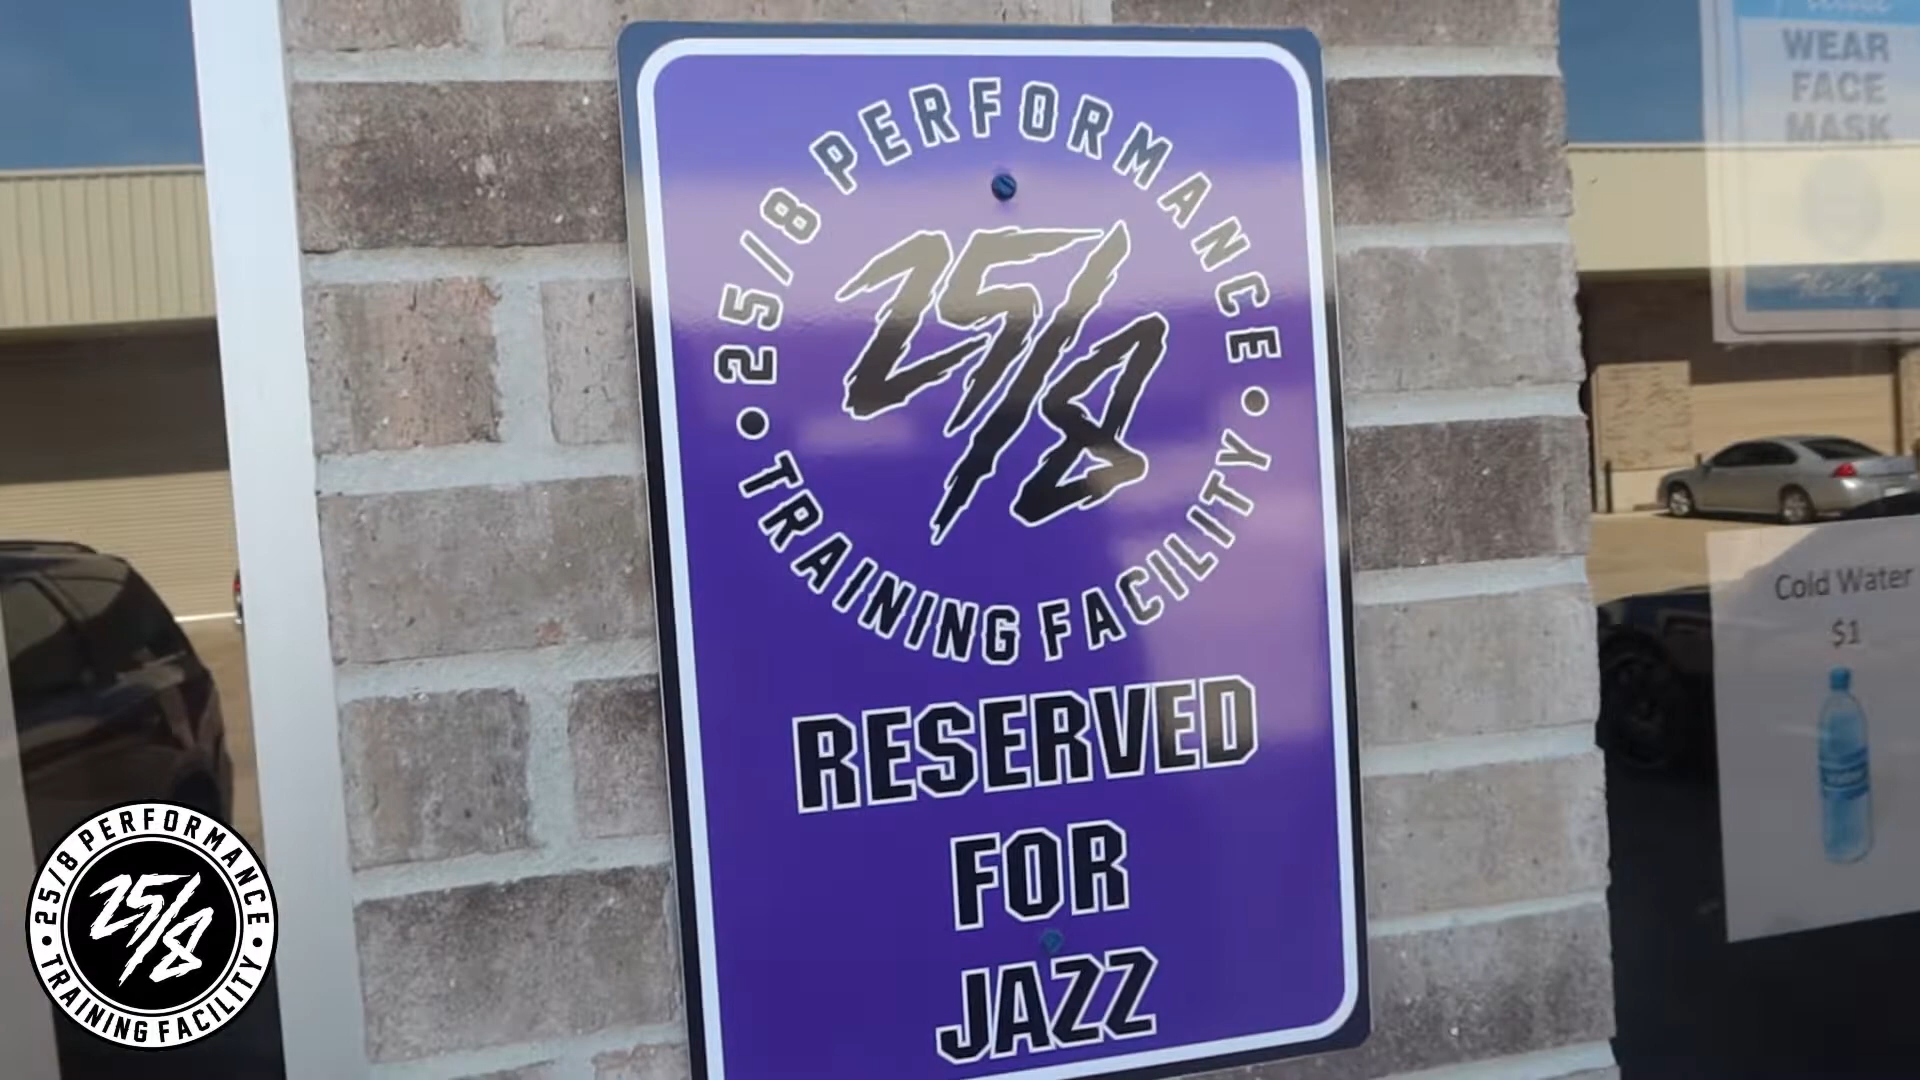 25/8 PERFORMANCE
25/8
TRAINING FACILITY
RESERVED
FOR
JAZZ
WEAR
FACE
MASK
Cold Water
$1
25/8 PERFORMANCE
25/8
TRAINING FACILITY